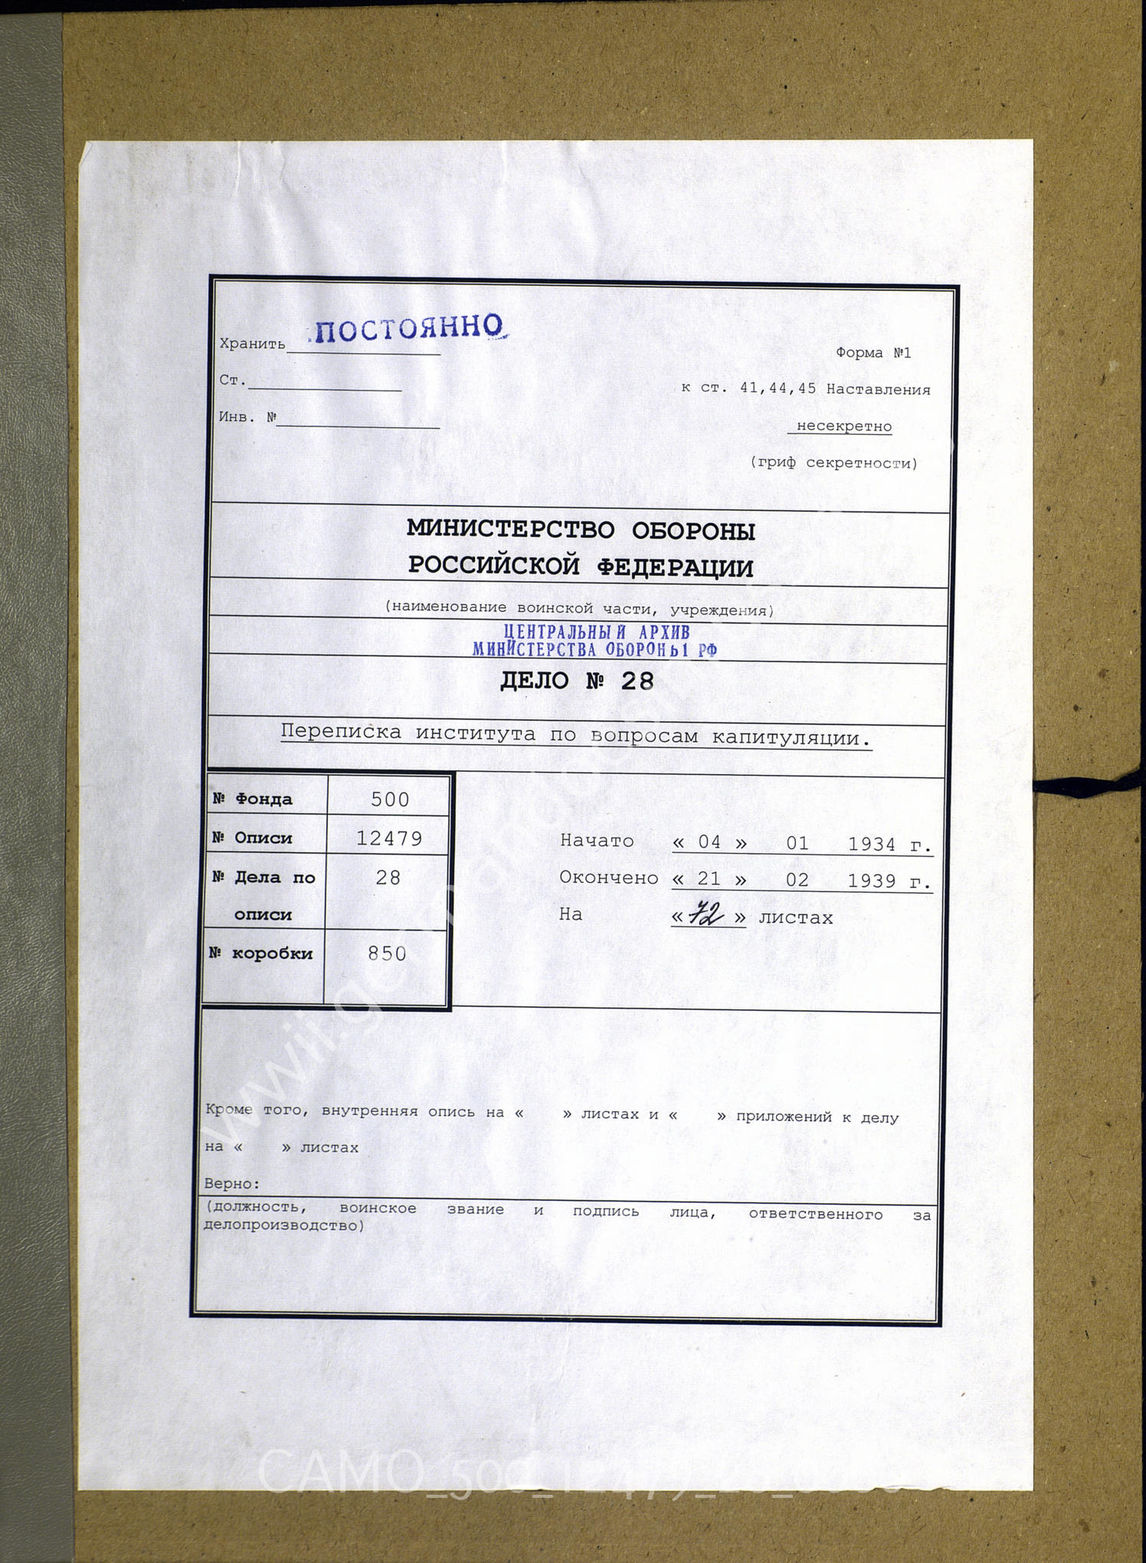 Хранить ПОСТОЯННО
Форма №1
Ст.
к ст. 41,44,45 Наставления
Инв. №
несекретно
(гриф секретности)
МИНИСТЕРСТВО ОБОРОНЫ
РОССИЙСКОЙ ФЕДЕРАЦИИ
(наименование воинской части, учреждения)
ЦЕНТРАЛЬНЫЙ АРХИВ
МИНИСТЕРСТВА ОБОРОНЫ РФ
ДЕЛО № 28
Переписка института по вопросам капитуляции.
№ Фонда 500
№ Описи 12479
№ Дела по 28
описи
№ коробки 850
Начато « 04 » 01 1934 г.
Окончено « 21 » 02 1939 г.
На «72» листах
Кроме того, внутренняя опись на « » листах и « » приложений к делу
на « » листах
Верно:
(должность, воинское звание и подпись лица, ответственного за
делопроизводство)